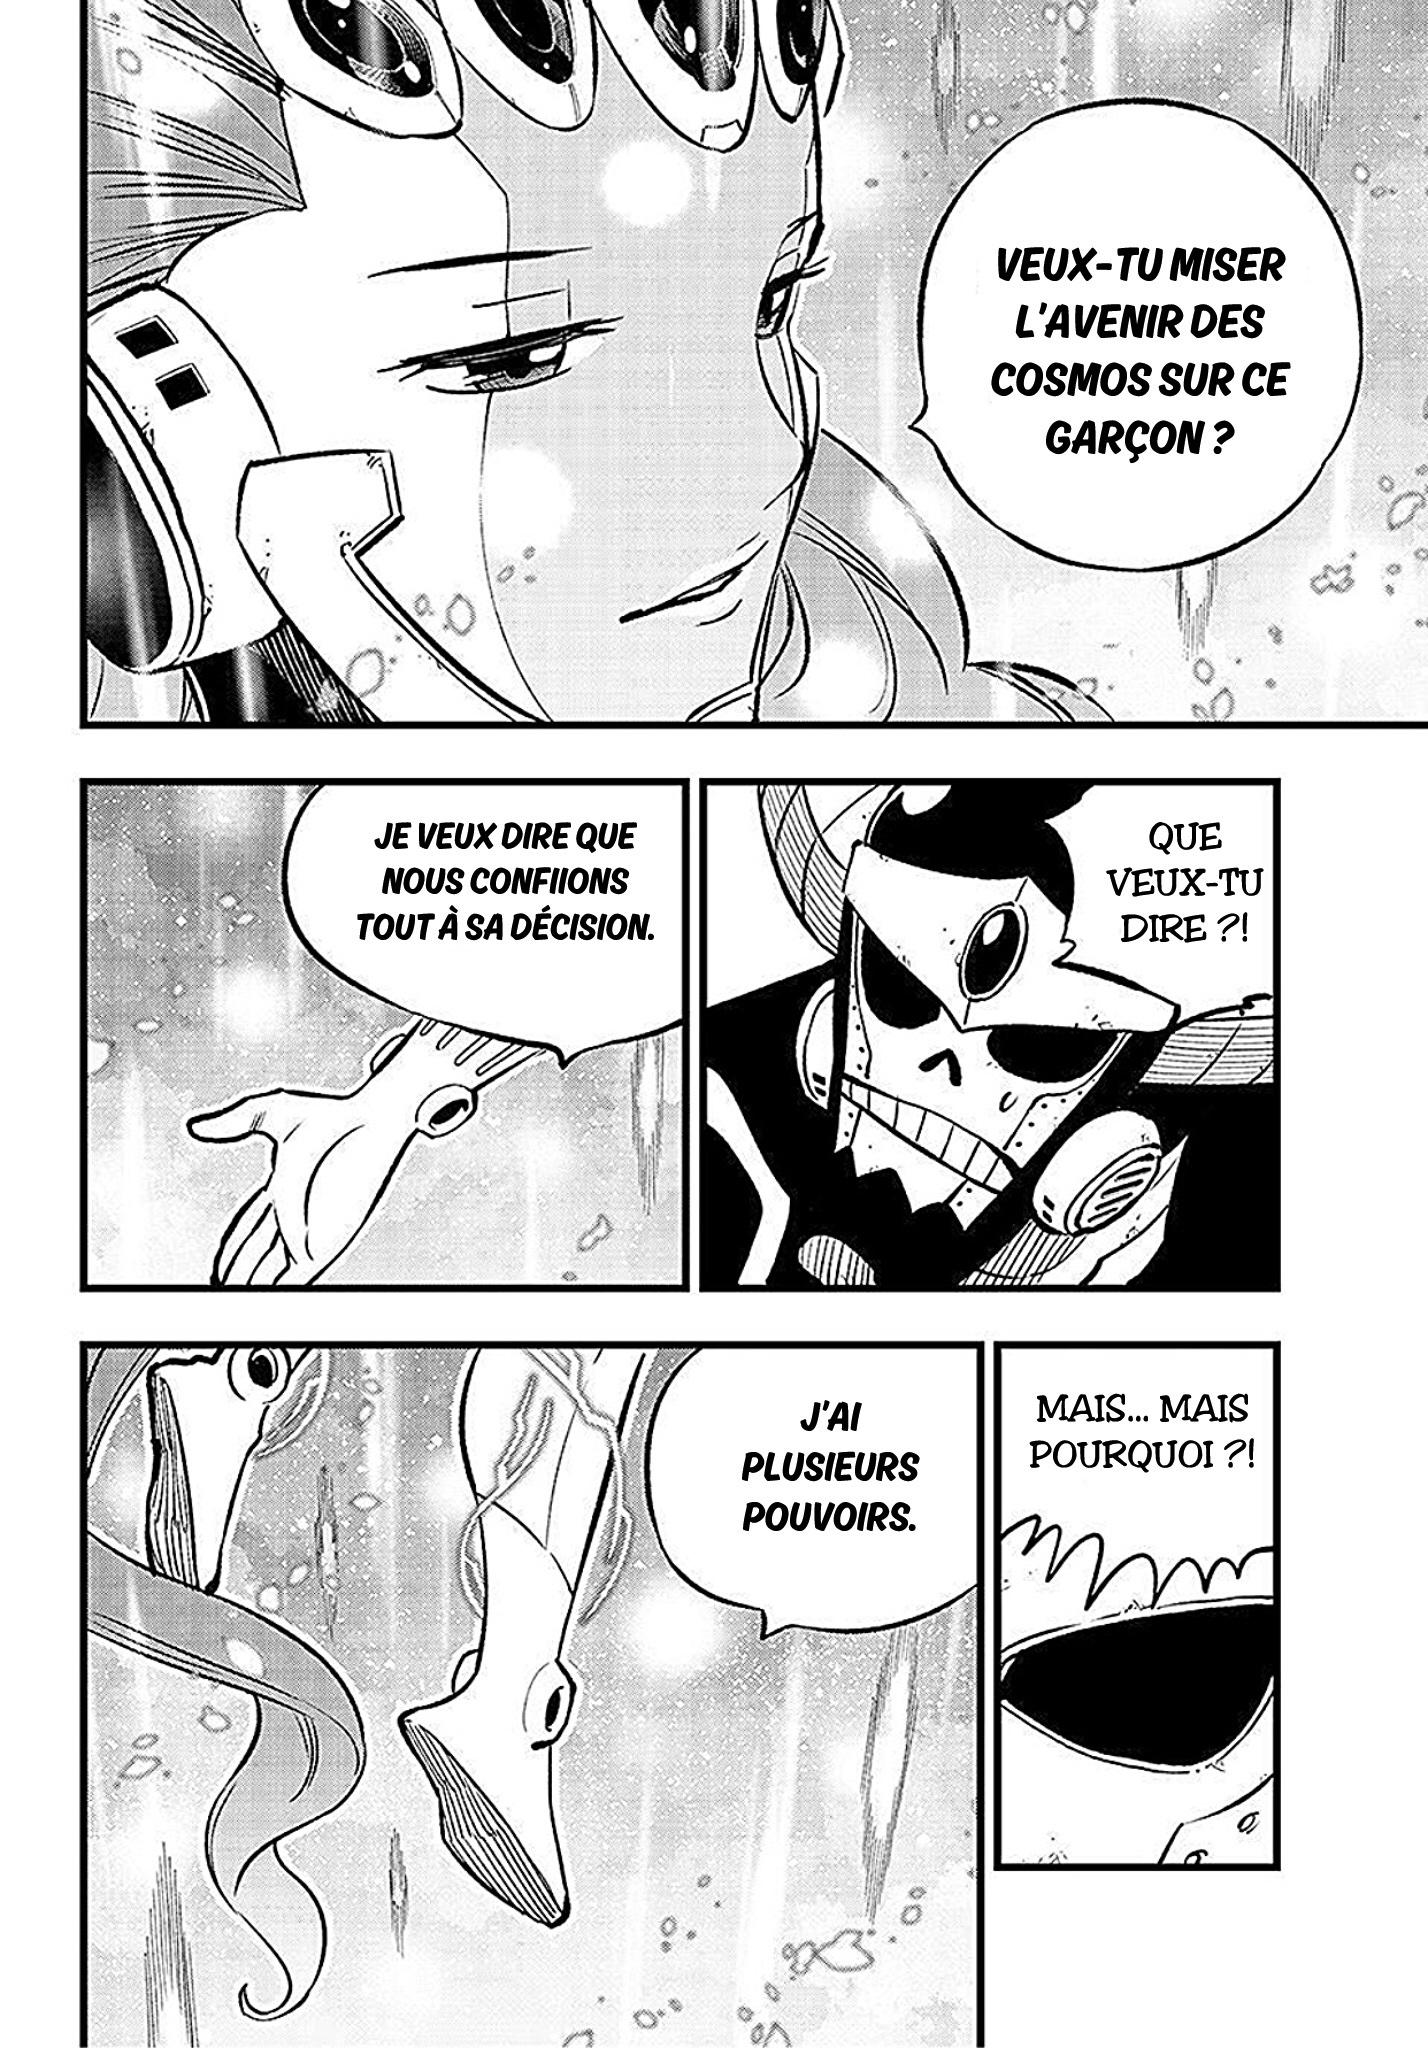 VEUX-TU MISER
L'AVENIR DES
COSMOS SUR CE
GARÇON ?
QUE
VEUX-TU
DIRE ?!
JE VEUX DIRE QUE
NOUS CONFIIONS
TOUT À SA DÉCISION.
MAIS... MAIS
POURQUOI ?!
J'AI
PLUSIEURS
POUVOIRS.